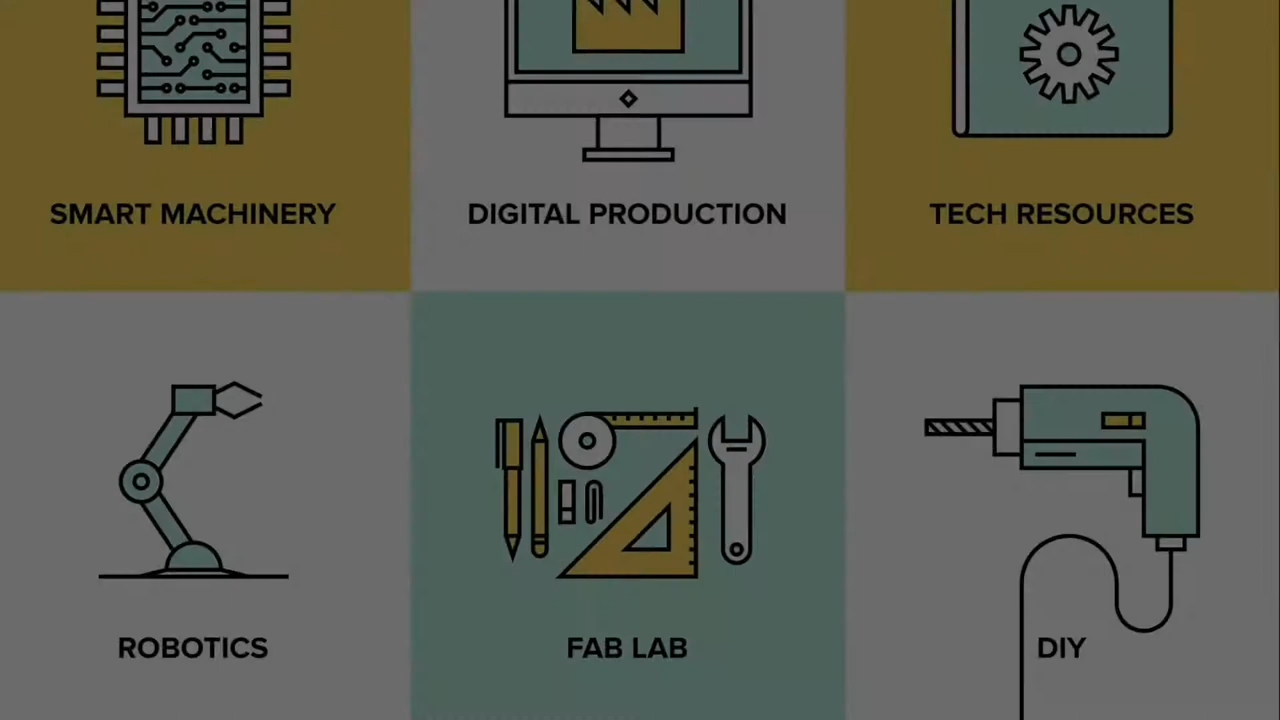 SMART MACHINERY
DIGITAL PRODUCTION
TECH RESOURCES
ROBOTICS
FAB LAB
DIY